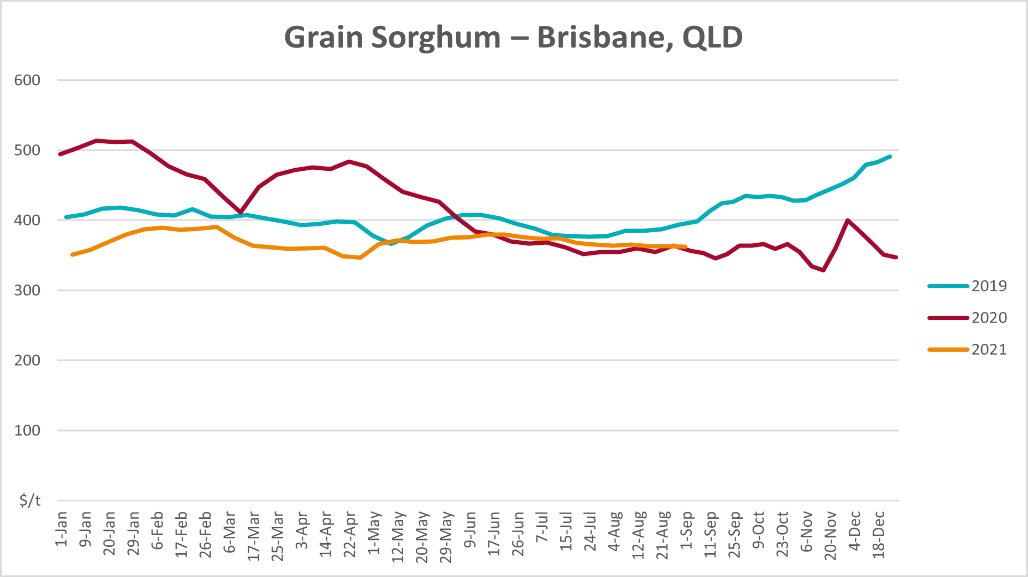 Grain Sorghum – Brisbane, QLD
600
500
400
300
200
100
$/t
1-Jan
9-Jan
20-Jan
29-Jan
6-Feb
17-Feb
26-Feb
6-Mar
17-Mar
25-Mar
3-Apr
14-Apr
22-Apr
1-May
12-May
20-May
29-May
9-Jun
17-Jun
26-Jun
7-Jul
15-Jul
24-Jul
4-Aug
12-Aug
21-Aug
1-Sep
11-Sep
25-Sep
9-Oct
23-Oct
6-Nov
20-Nov
4-Dec
18-Dec
2019
2020
2021